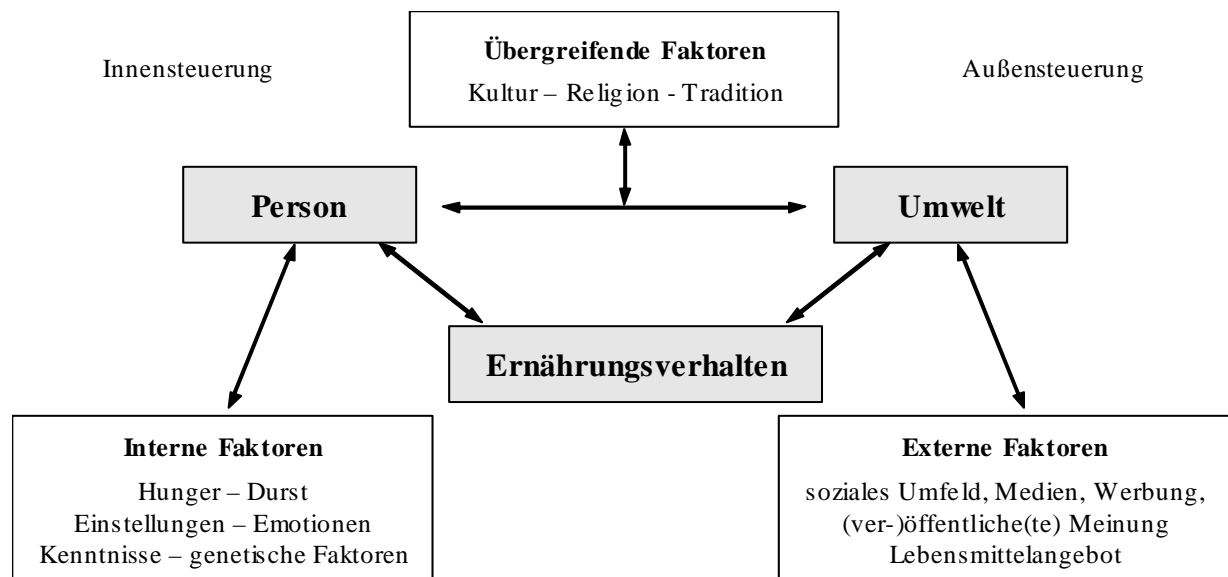 Übergreifende Faktoren
Innensteuerung
Außensteuerung
Kultur – Religion - Tradition
Person
Umwelt
Ernährungsverhalten
Interne Faktoren
Hunger – Durst
Einstellungen – Emotionen
Kenntnisse – genetische Faktoren
Externe Faktoren
soziales Umfeld, Medien, Werbung,
(ver-)öffentliche(te) Meinung
Lebensmittelangebot